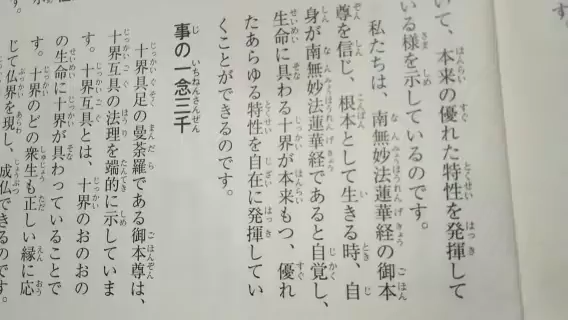 いて、本来の優れた特性を発揮して
いる様を示しているのです。
私たちは、南無妙法蓮華経の御本
尊を信じ、根本として生きる時、自
身が南無妙法蓮華経であると自覚し、
生命に具わる十界が本来もつ、優れ
たあらゆる特性を自在に発揮してい
くことができるのです。
事の一念三千
十界具足の曼荼羅である御本尊は、
十界互具の法理を端的に示していま
す。十界互具とは、十界のおのおの
の生命に十界が具わっていることで
す。十界のどの衆生も正しい縁に応
じて仏界を現し、成仏できるのです。